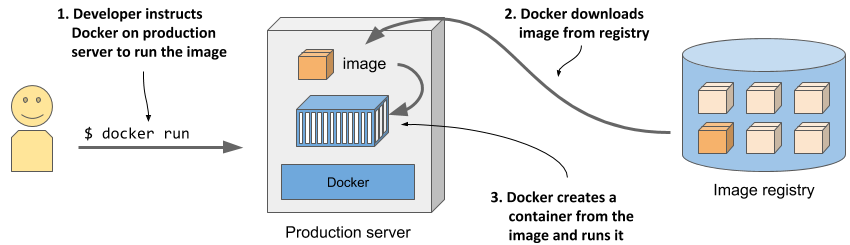 1. Developer instructs
Docker on production
server to run the image
$ docker run
image
Docker
Production server
2. Docker downloads
image from registry
3. Docker creates a
container from the
image and runs it
Image registry